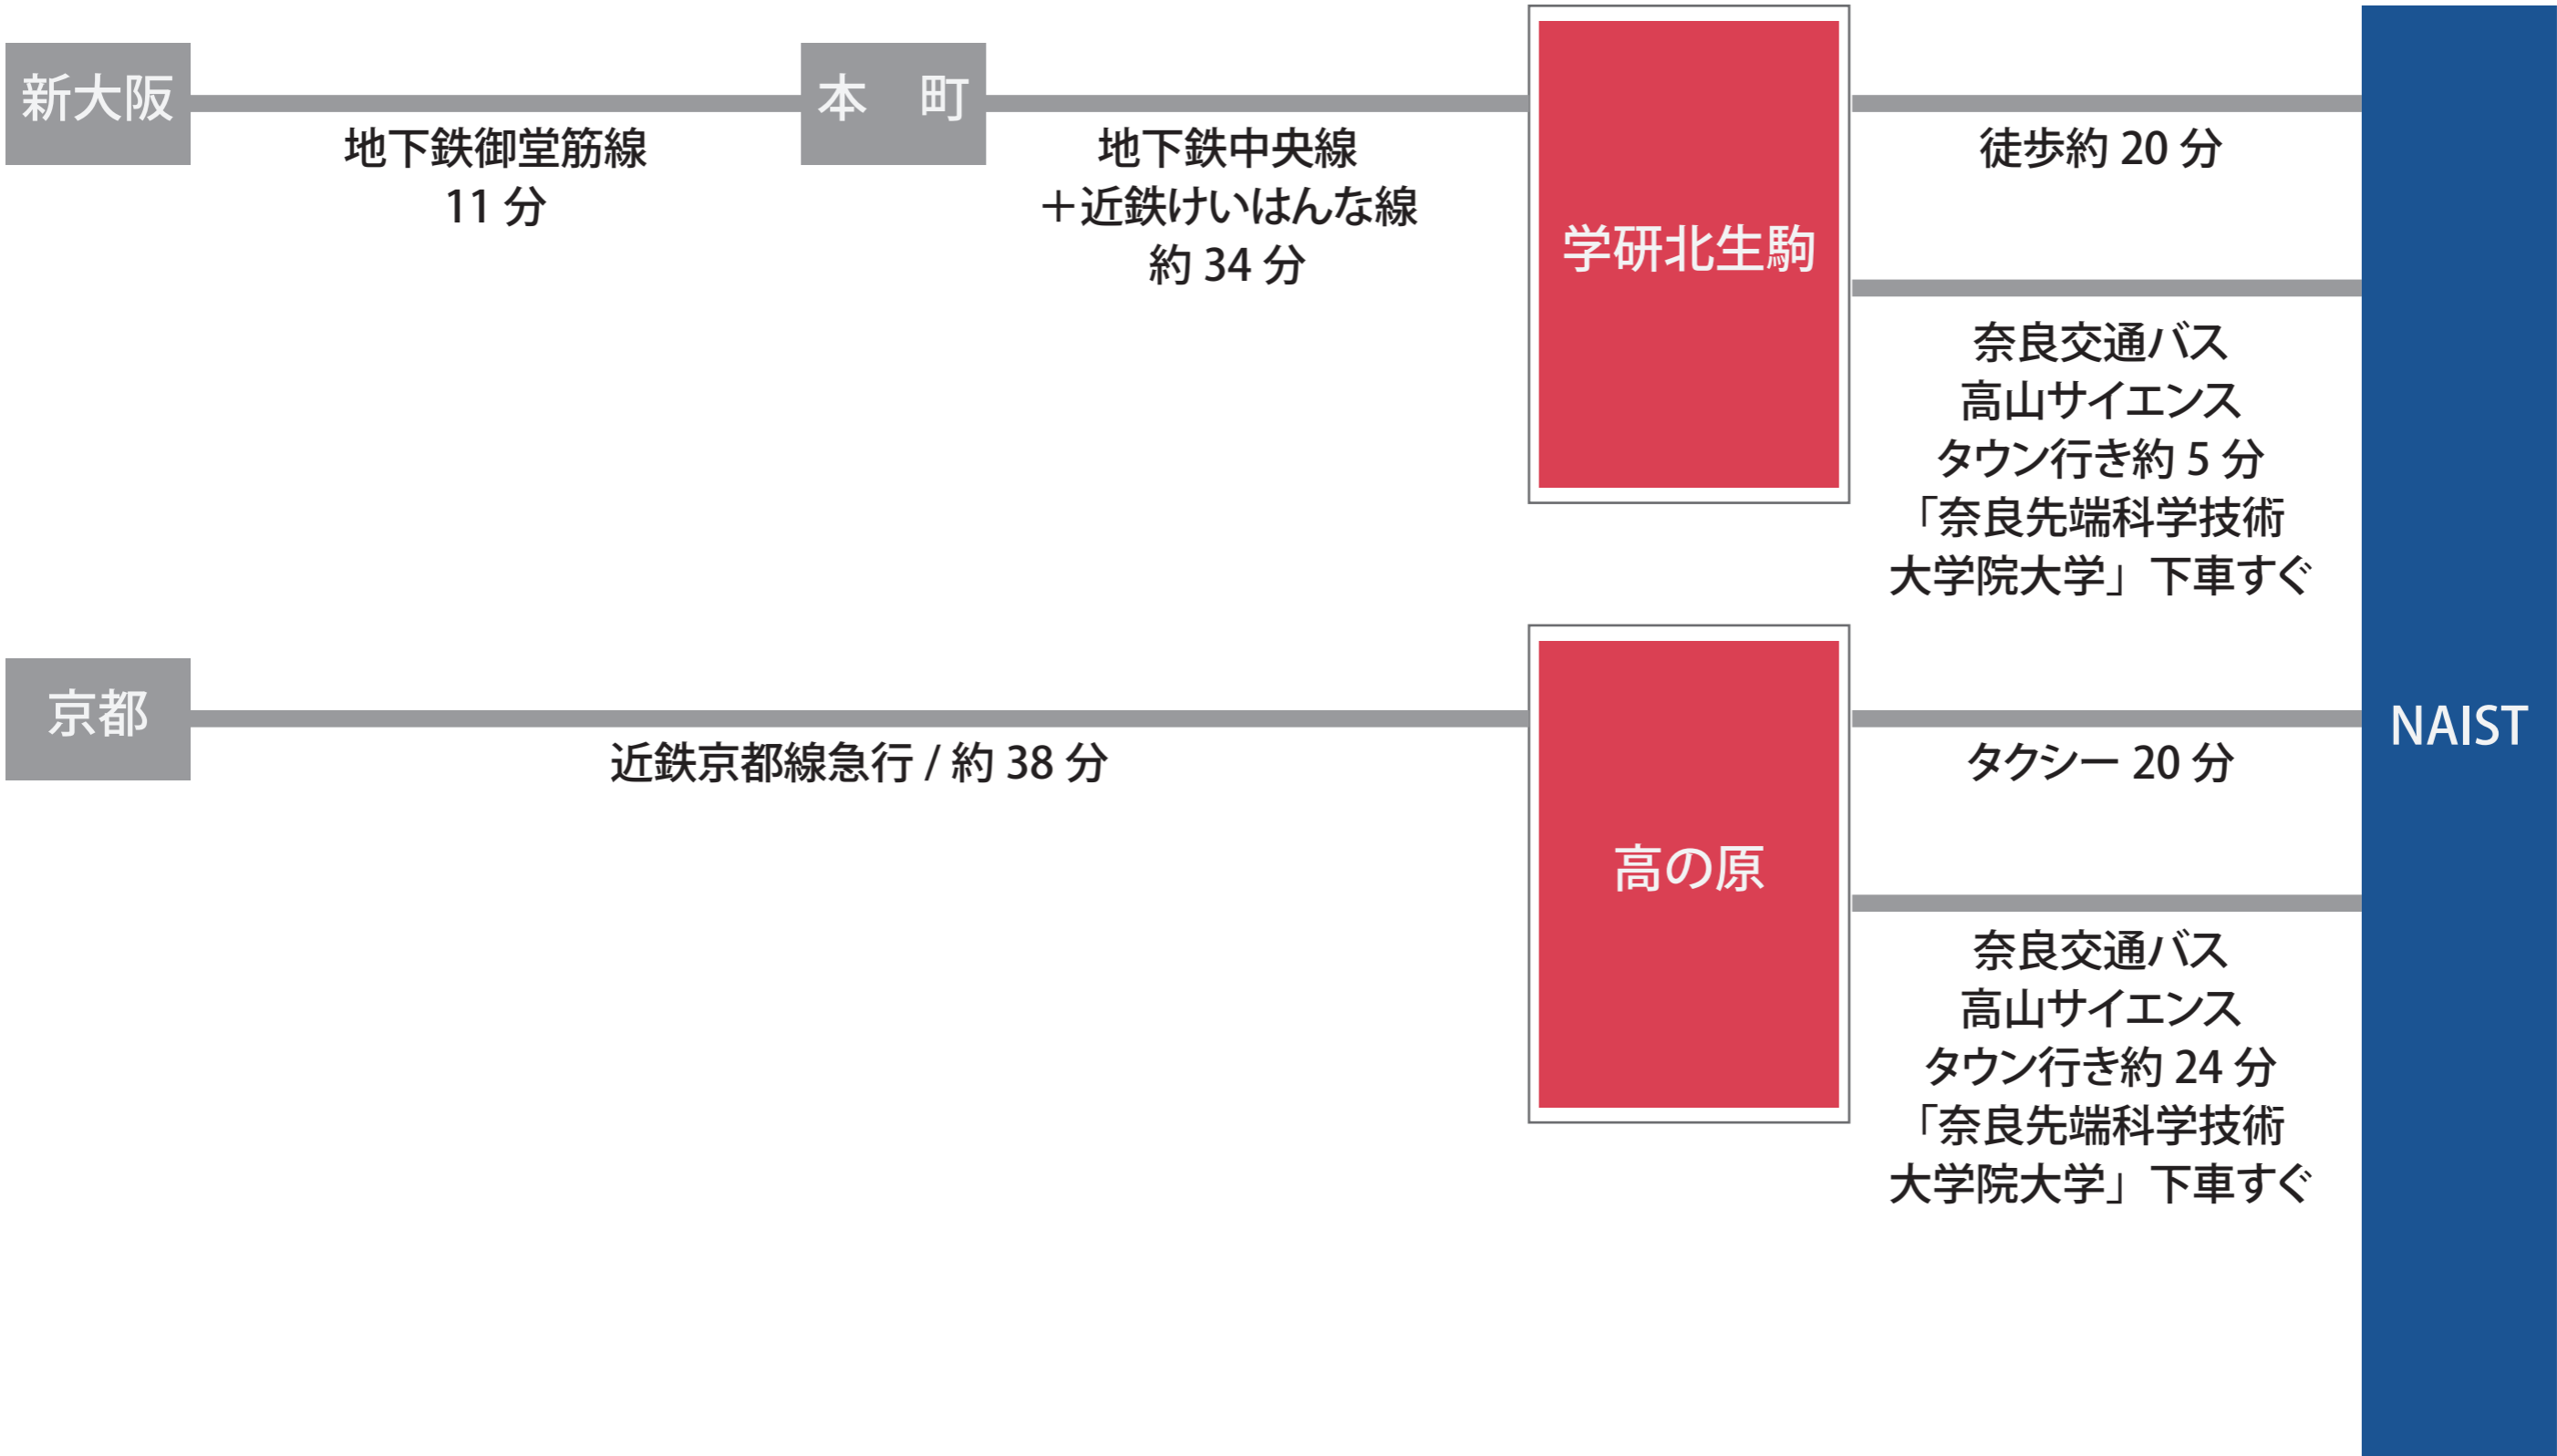 新大阪
地下鉄御堂筋線
11 分
本　町
地下鉄中央線
＋近鉄けいはんな線
約 34 分
学研北生駒
徒歩約 20 分
奈良交通バス
高山サイエンス
タウン行き約 5 分
「奈良先端科学技術
大学院大学」下車すぐ
京都
近鉄京都線急行 / 約 38 分
高の原
タクシー 20 分
奈良交通バス
高山サイエンス
タウン行き約 24 分
「奈良先端科学技術
大学院大学」下車すぐ
NAIST